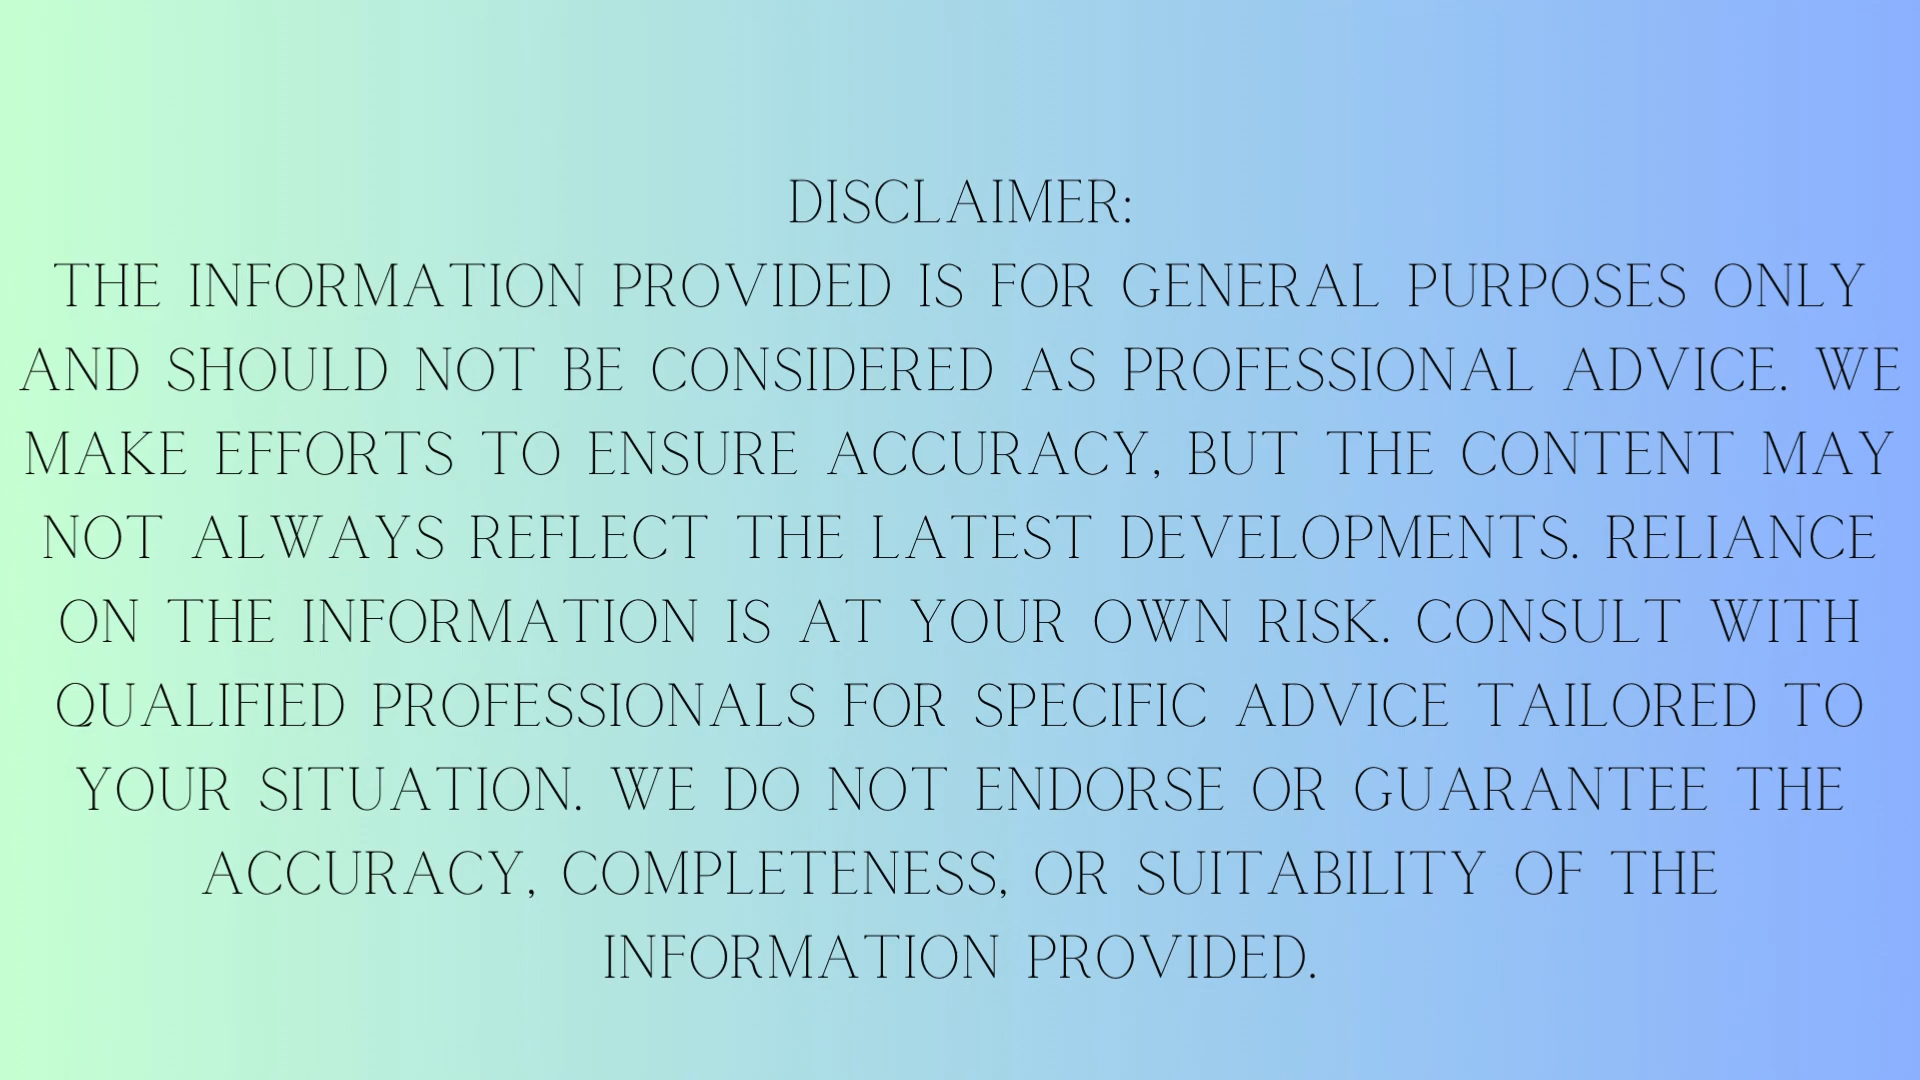 DISCLAIMER:
THE INFORMATION PROVIDED IS FOR GENERAL PURPOSES ONLY
AND SHOULD NOT BE CONSIDERED AS PROFESSIONAL ADVICE. WE
MAKE EFFORTS TO ENSURE ACCURACY, BUT THE CONTENT MAY
NOT ALWAYS REFLECT THE LATEST DEVELOPMENTS. RELIANCE
ON THE INFORMATION IS AT YOUR OWN RISK. CONSULT WITH
QUALIFIED PROFESSIONALS FOR SPECIFIC ADVICE TAILORED TO
YOUR SITUATION. WE DO NOT ENDORSE OR GUARANTEE THE
ACCURACY, COMPLETENESS, OR SUITABILITY OF THE
INFORMATION PROVIDED.